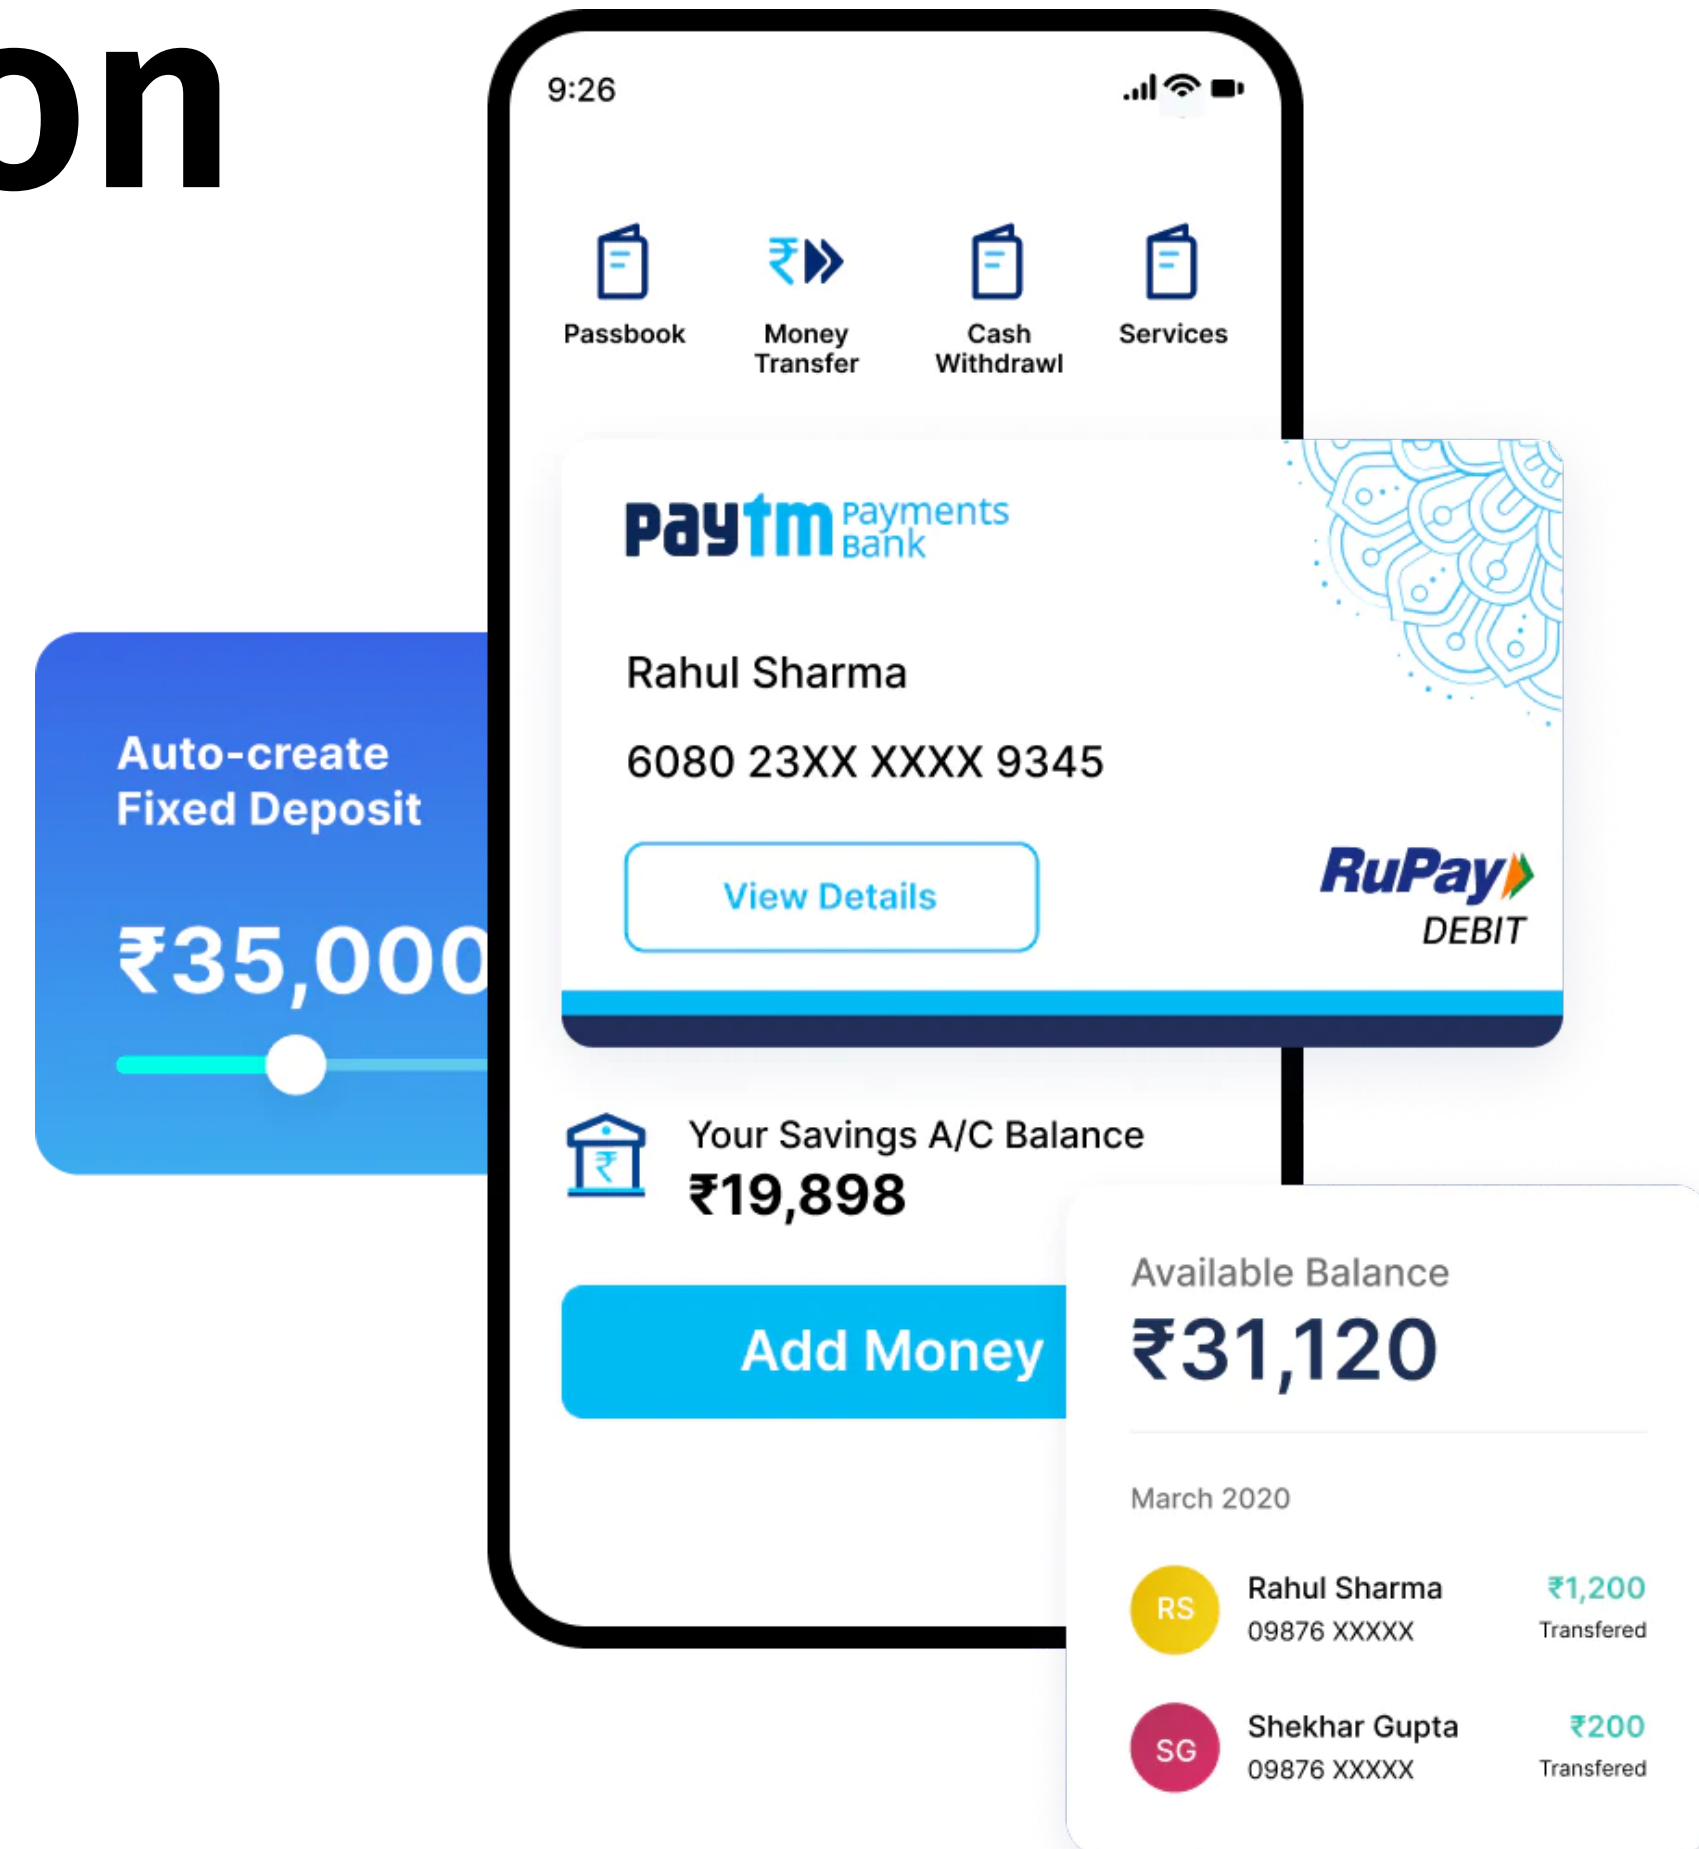 on
9:26
Passbook
Money
Transfer
Cash
Withdrawl
Services
paytm Payments
Bank
Rahul Sharma
6080 23XX XXXX 9345
View Details
RuPay
DEBIT
Auto-create
Fixed Deposit
₹35,000
₹
Your Savings A/C Balance
₹19,898
Add Money
Available Balance
₹31,120
March 2020
RS
Rahul Sharma
₹1,200
09876 XXXXX
Transfered
SG
Shekhar Gupta
₹200
09876 XXXXX
Transfered